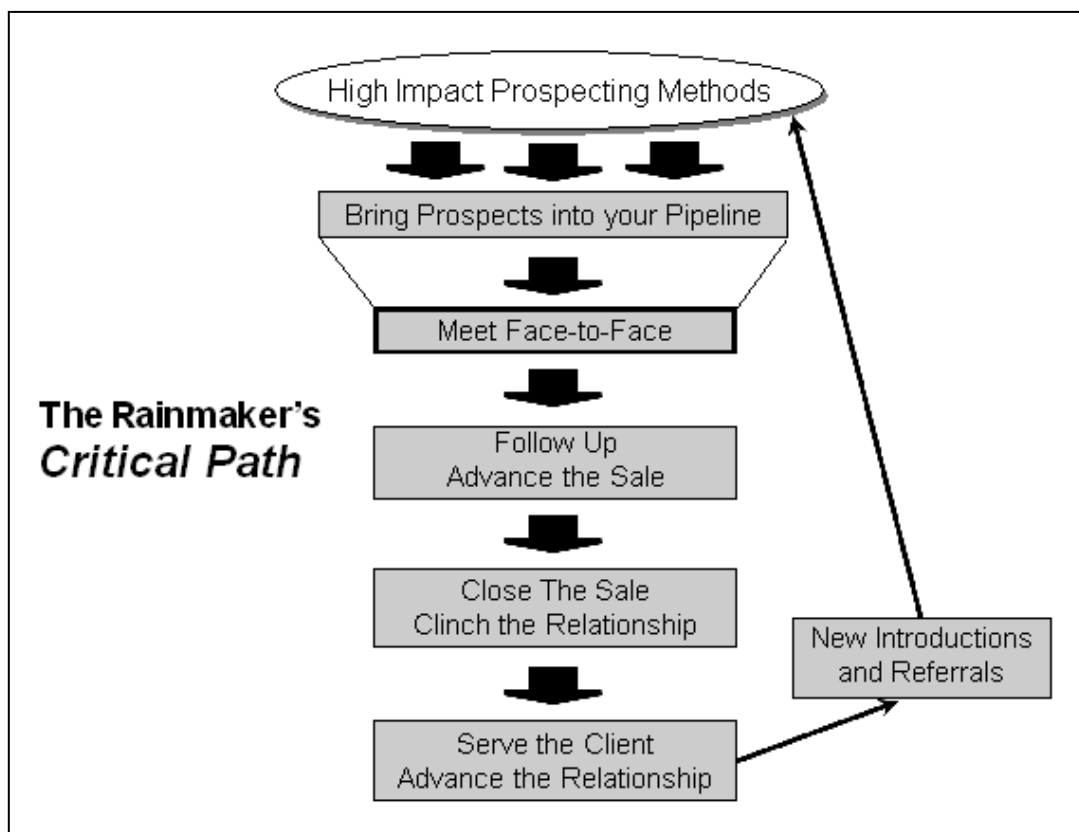 High Impact Prospecting Methods
Bring Prospects into your Pipeline
Meet Face-to-Face
The Rainmaker's
Critical Path
Follow Up
Advance the Sale
Close The Sale
Clinch the Relationship
New Introductions
and Referrals
Serve the Client
Advance the Relationship